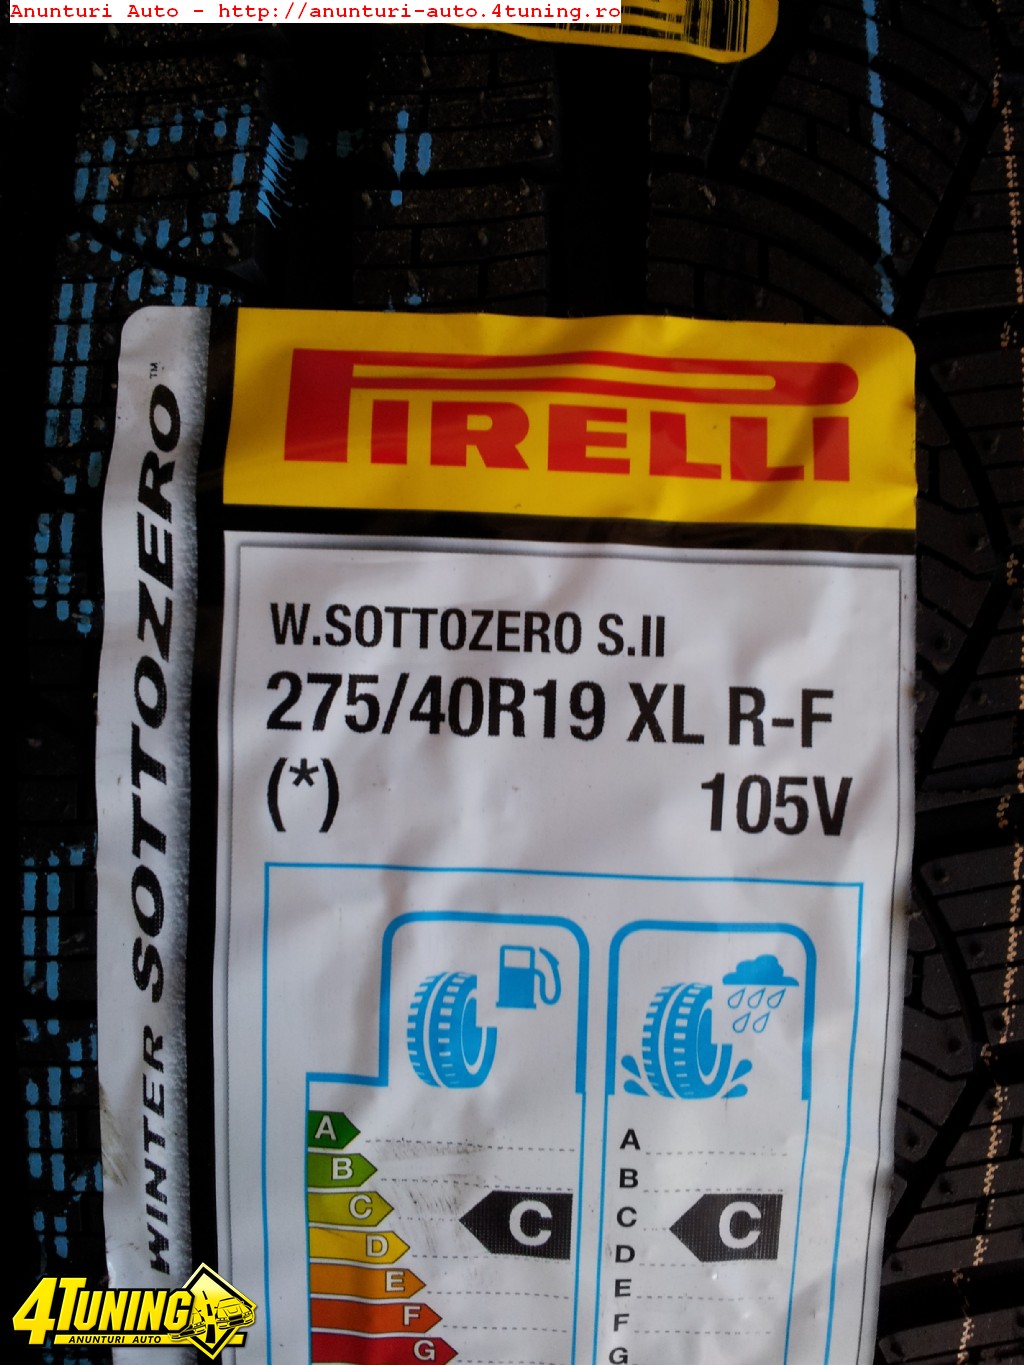 Anunturi Auto - http://anunturi-auto.4tuning.ro
PIRELLI
WINTER SOTTOZERO™
W.SOTTOZERO S.II
275/40R19 XL R-F
(*) 105V
A
B
C
D
E
F
G
C
A
B
C
D
E
F
G
C
4TUNING
ANUNTURI AUTO